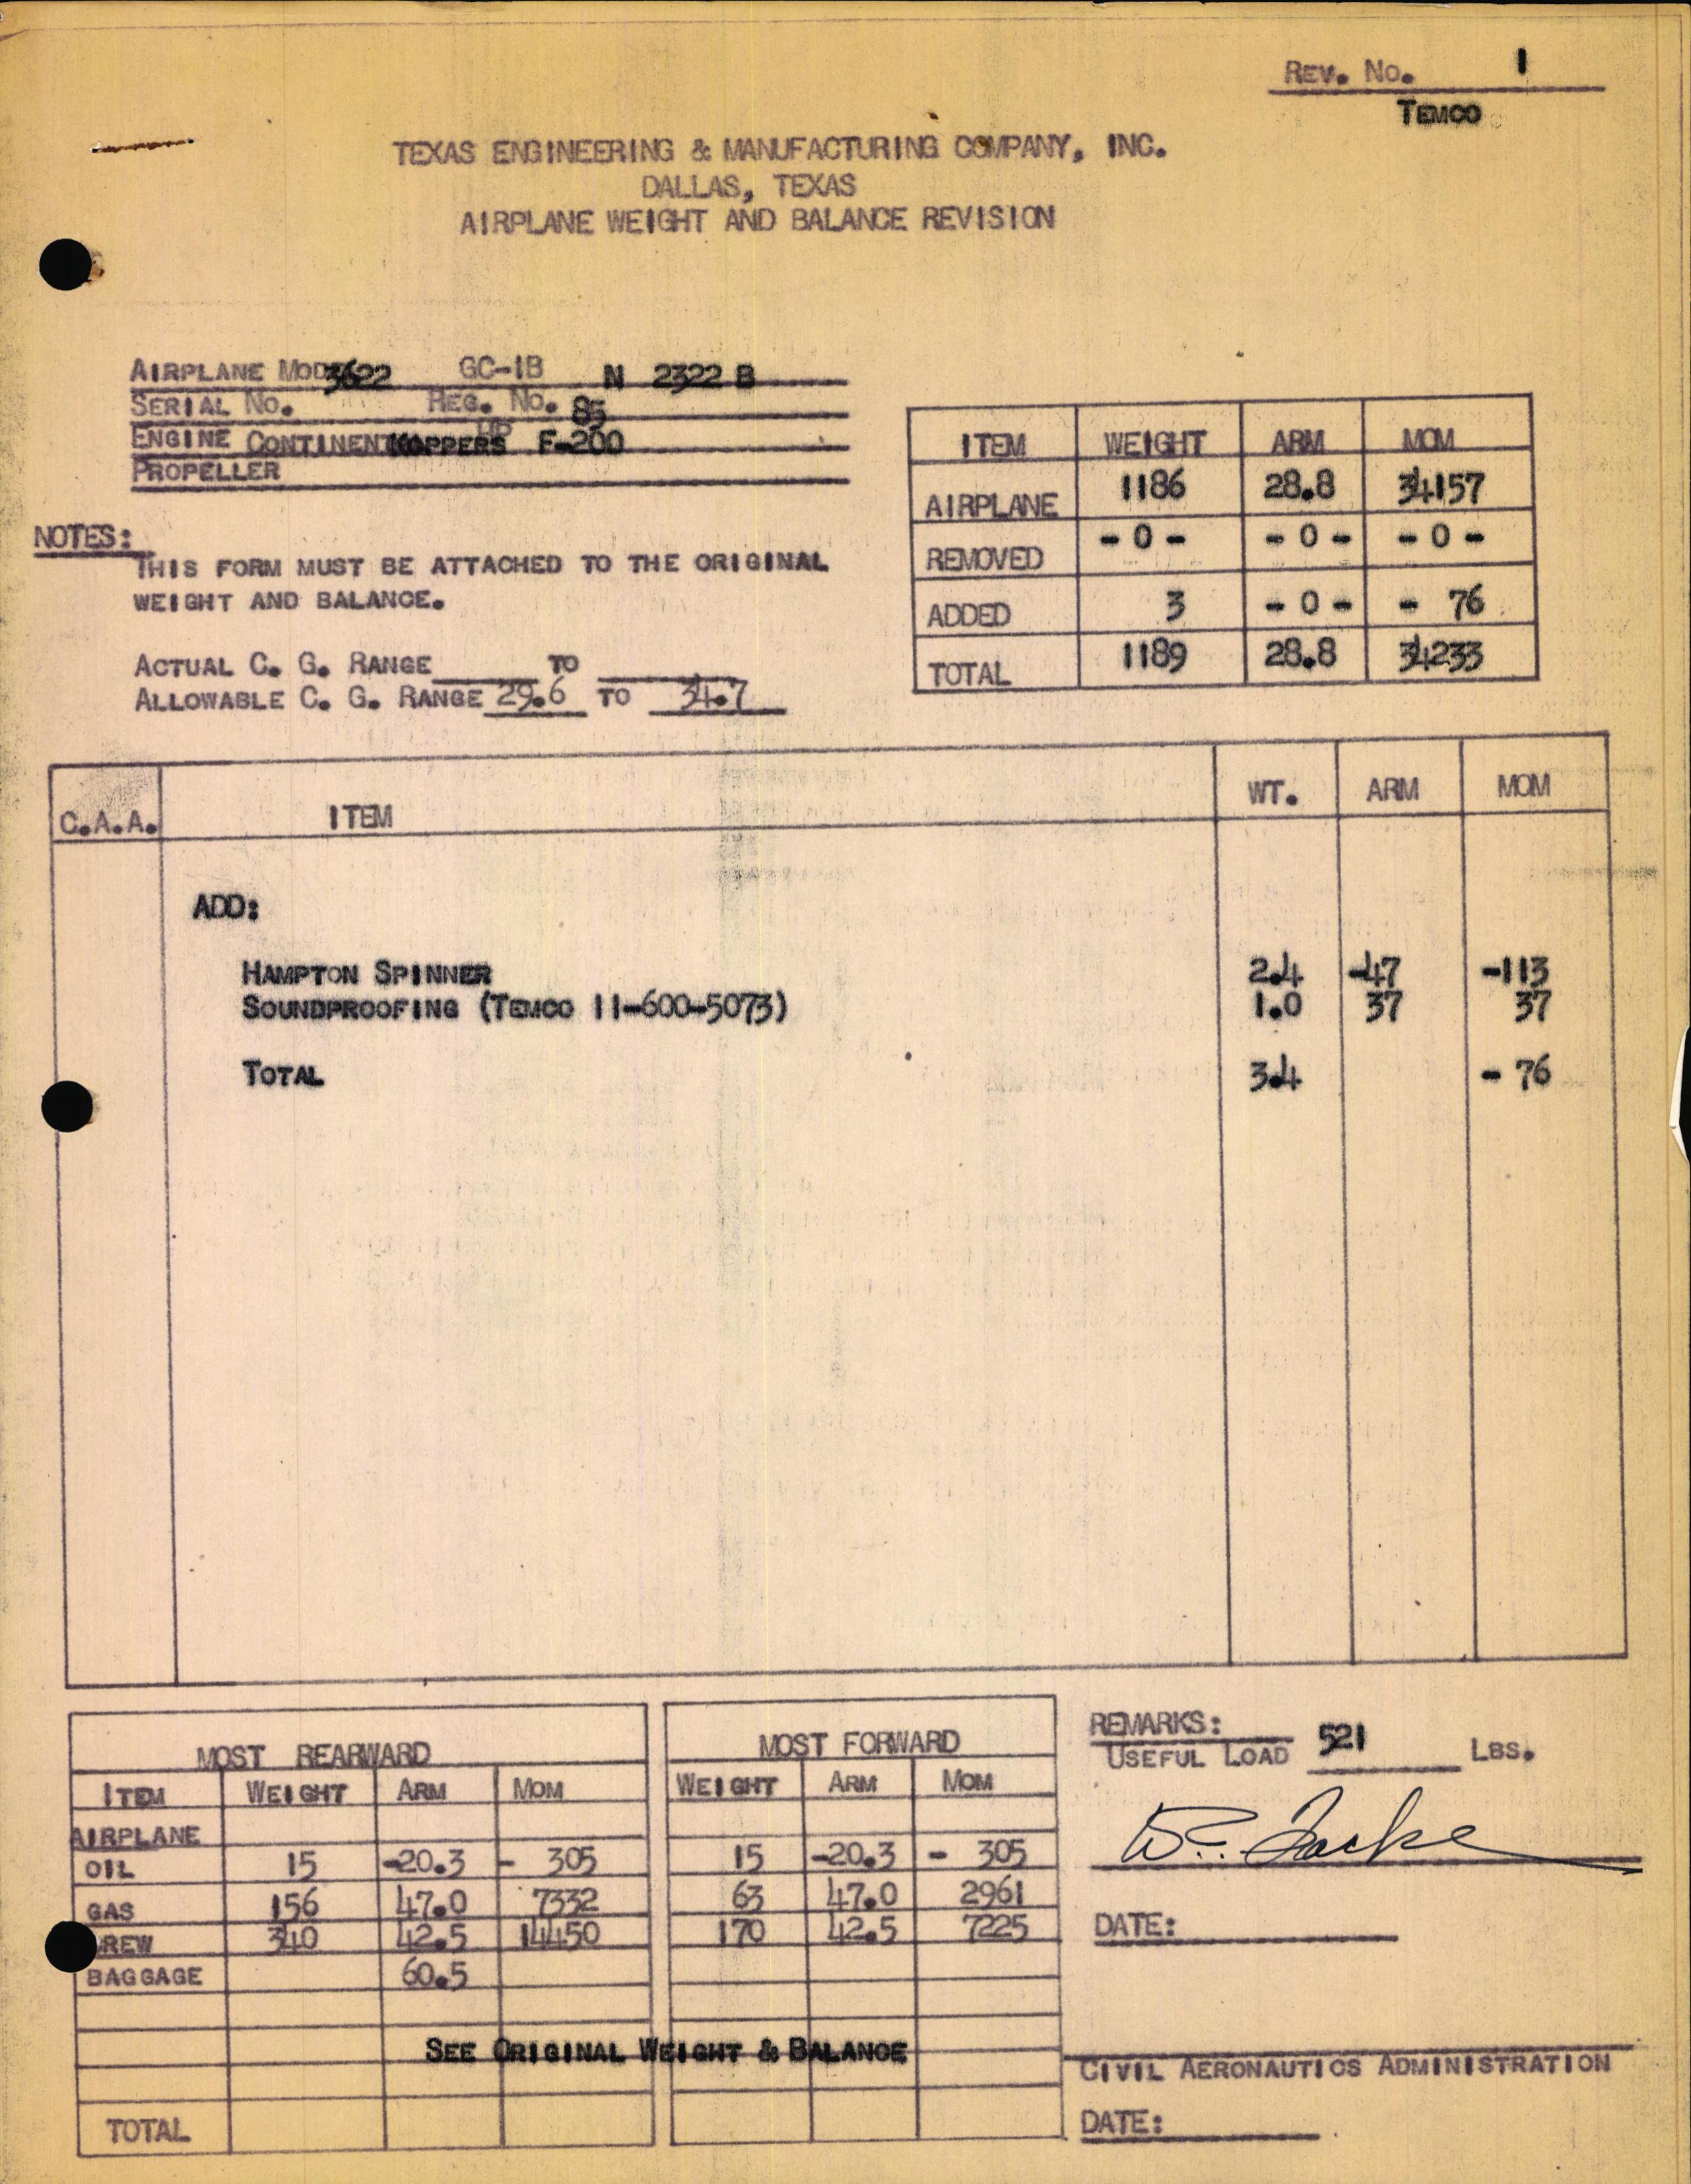 REV. NO. 1
TEMCO
TEXAS ENGINEERING & MANUFACTURING COMPANY, INC.
DALLAS, TEXAS
AIRPLANE WEIGHT AND BALANCE REVISION
AIRPLANE MOD 3622 GC-1B N 2322 B
SERIAL NO. REG. NO. 85
ENGINE CONTINENT KOPPERS HP F-200
PROPELLER
ITEM WEIGHT ARM MOM
AIRPLANE 1186 28.8 34157
REMOVED - 0 - - 0 - - 0 -
ADDED 3 - 0 - - 76
TOTAL 1189 28.8 34233
NOTES:
THIS FORM MUST BE ATTACHED TO THE ORIGINAL
WEIGHT AND BALANCE.
ACTUAL C. G. RANGE TO
ALLOWABLE C. G. RANGE 29.6 TO 34.7
C.A.A. ITEM WT. ARM MOM
ADD:
HAMPTON SPINNER 2.4 -47 -113
SOUNDPROOFING (TEMCO 11-600-5073) 1.0 37 37
TOTAL 3.4 - 76
MOST REARWARD
ITEM WEIGHT ARM MOM
AIRPLANE
OIL 15 -20.3 - 305
GAS 156 47.0 7332
REW 340 42.5 14450
BAGGAGE 60.5
TOTAL
MOST FORWARD
WEIGHT ARM MOM
15 -20.3 - 305
63 47.0 2961
170 42.5 7225
SEE ORIGINAL WEIGHT & BALANCE
REMARKS:
USEFUL LOAD 521 LBS.
DATE:
CIVIL AERONAUTICS ADMINISTRATION
DATE: